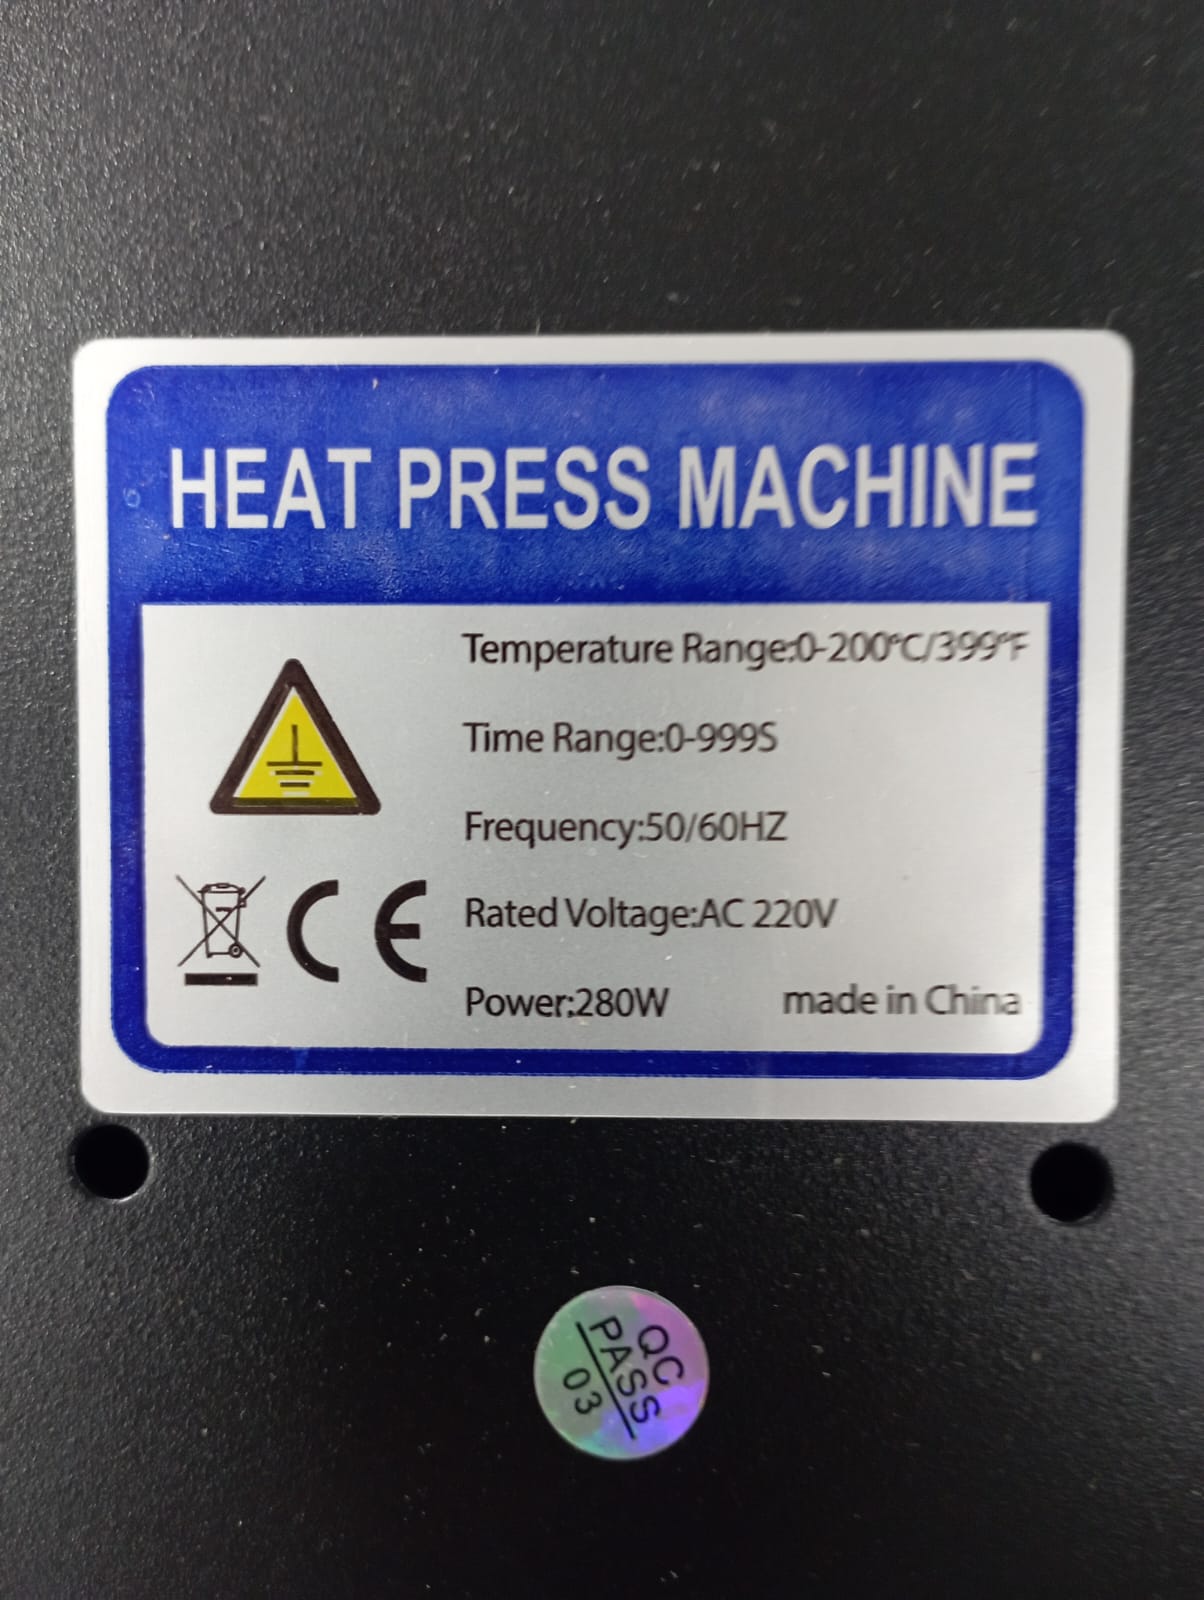 HEAT PRESS MACHINE
Temperature Range:0-200°C/399°F
Time Range:0-999S
Frequency:50/60HZ
Rated Voltage:AC 220V
CE
Power:280W made in China
QC
PASS
03